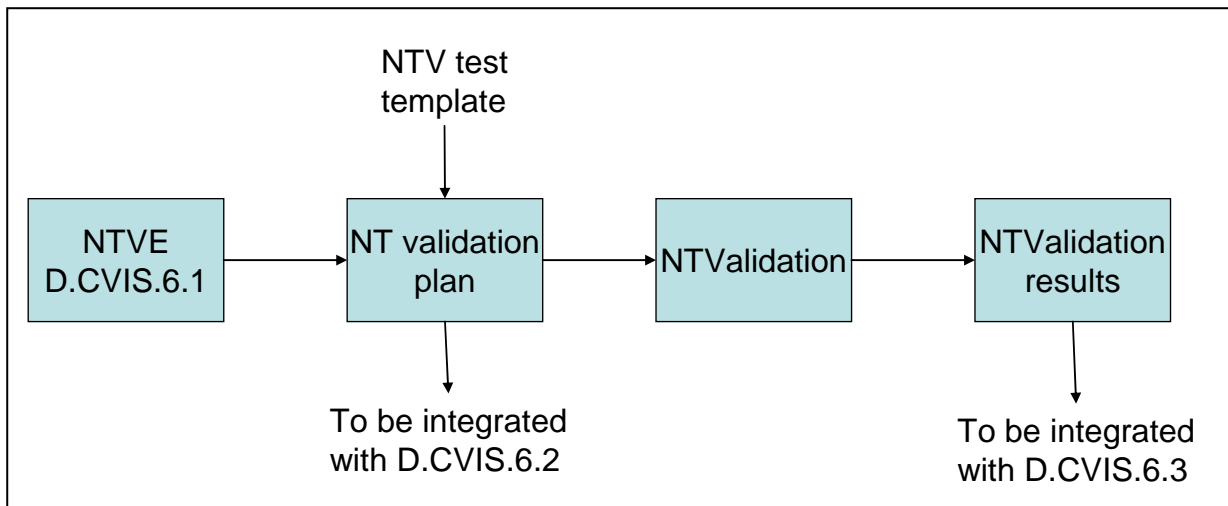 NTV test
template
NTVE
D.CVIS.6.1
NT validation
plan
NTValidation
NTValidation
results
To be integrated
with D.CVIS.6.2
To be integrated
with D.CVIS.6.3